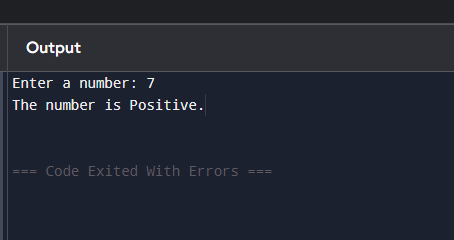 Output
Enter a number: 7
The number is Positive.
=== Code Exited With Errors ===